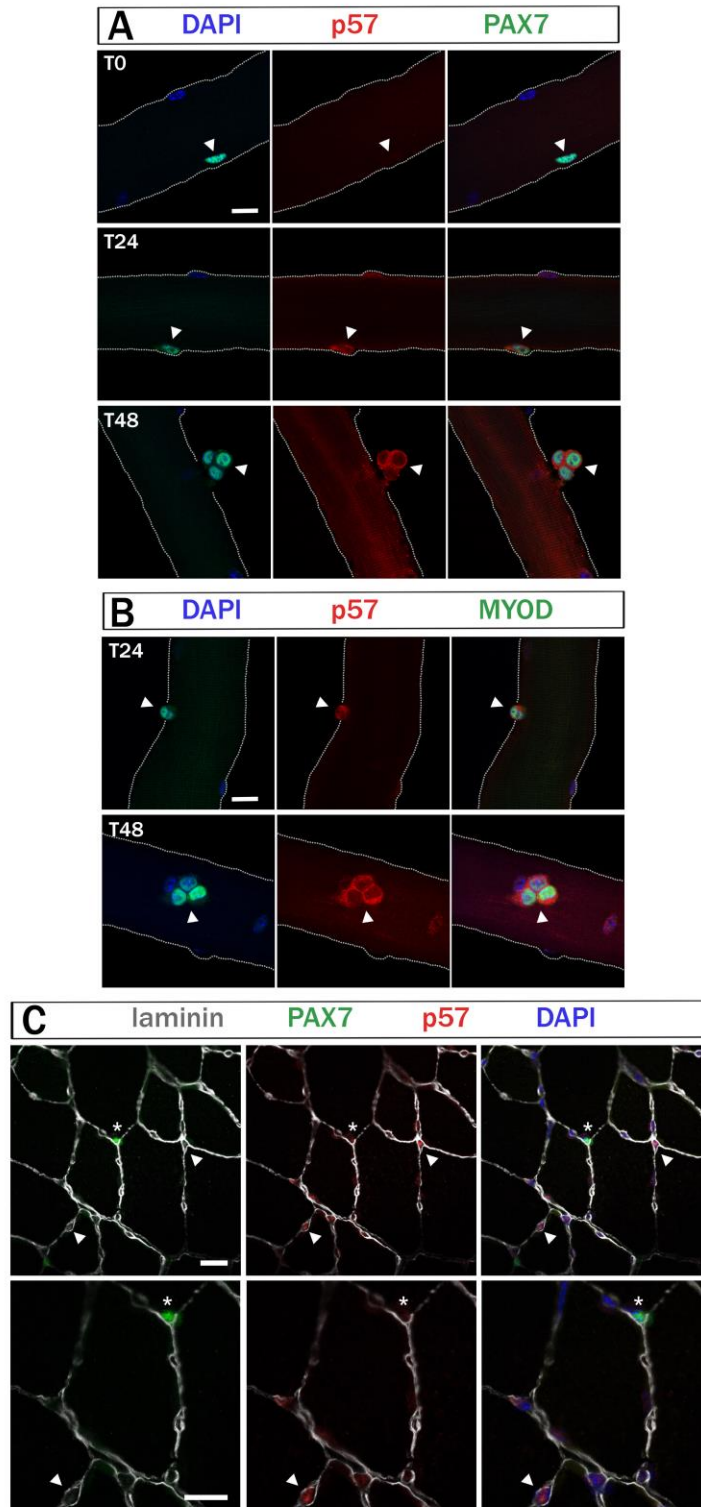 A DAPI p57 PAX7
T0
T24
T48
B DAPI p57 MYOD
T24
T48
C laminin PAX7 p57 DAPI
* * *
* * *